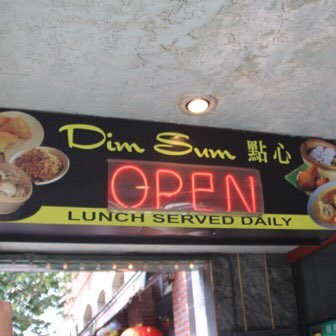 Dim Sum 點心
OPEN
LUNCH SERVED DAILY